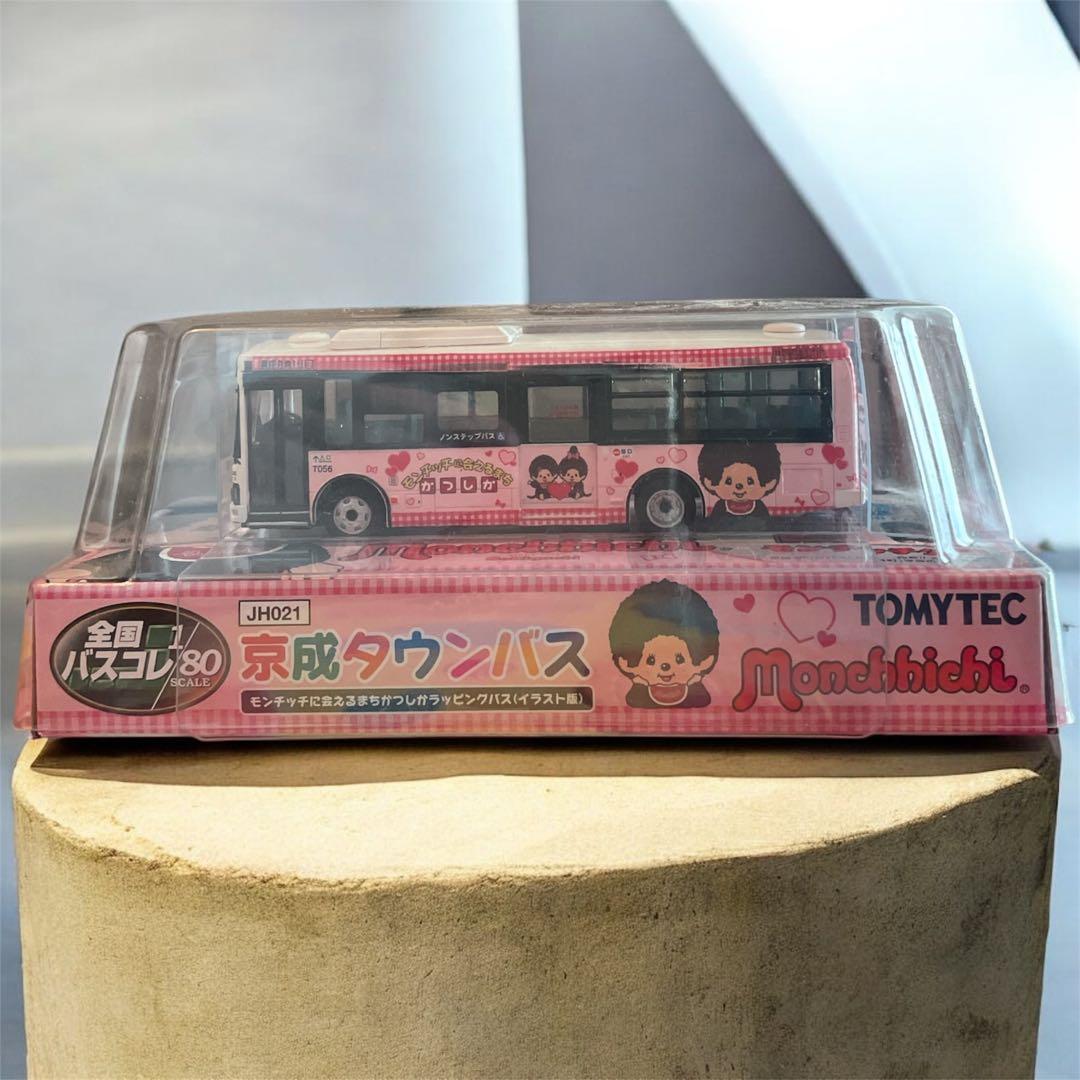 ノンステップバス
T056
モンチッチに会えるまち
かつしか
全国
バスコレ
1/80
SCALE
JH021
京成タウンバス
モンチッチに会えるまちかつしかラッピングバス(イラスト版)
TOMYTEC
Monchhichi®
Monchhichi